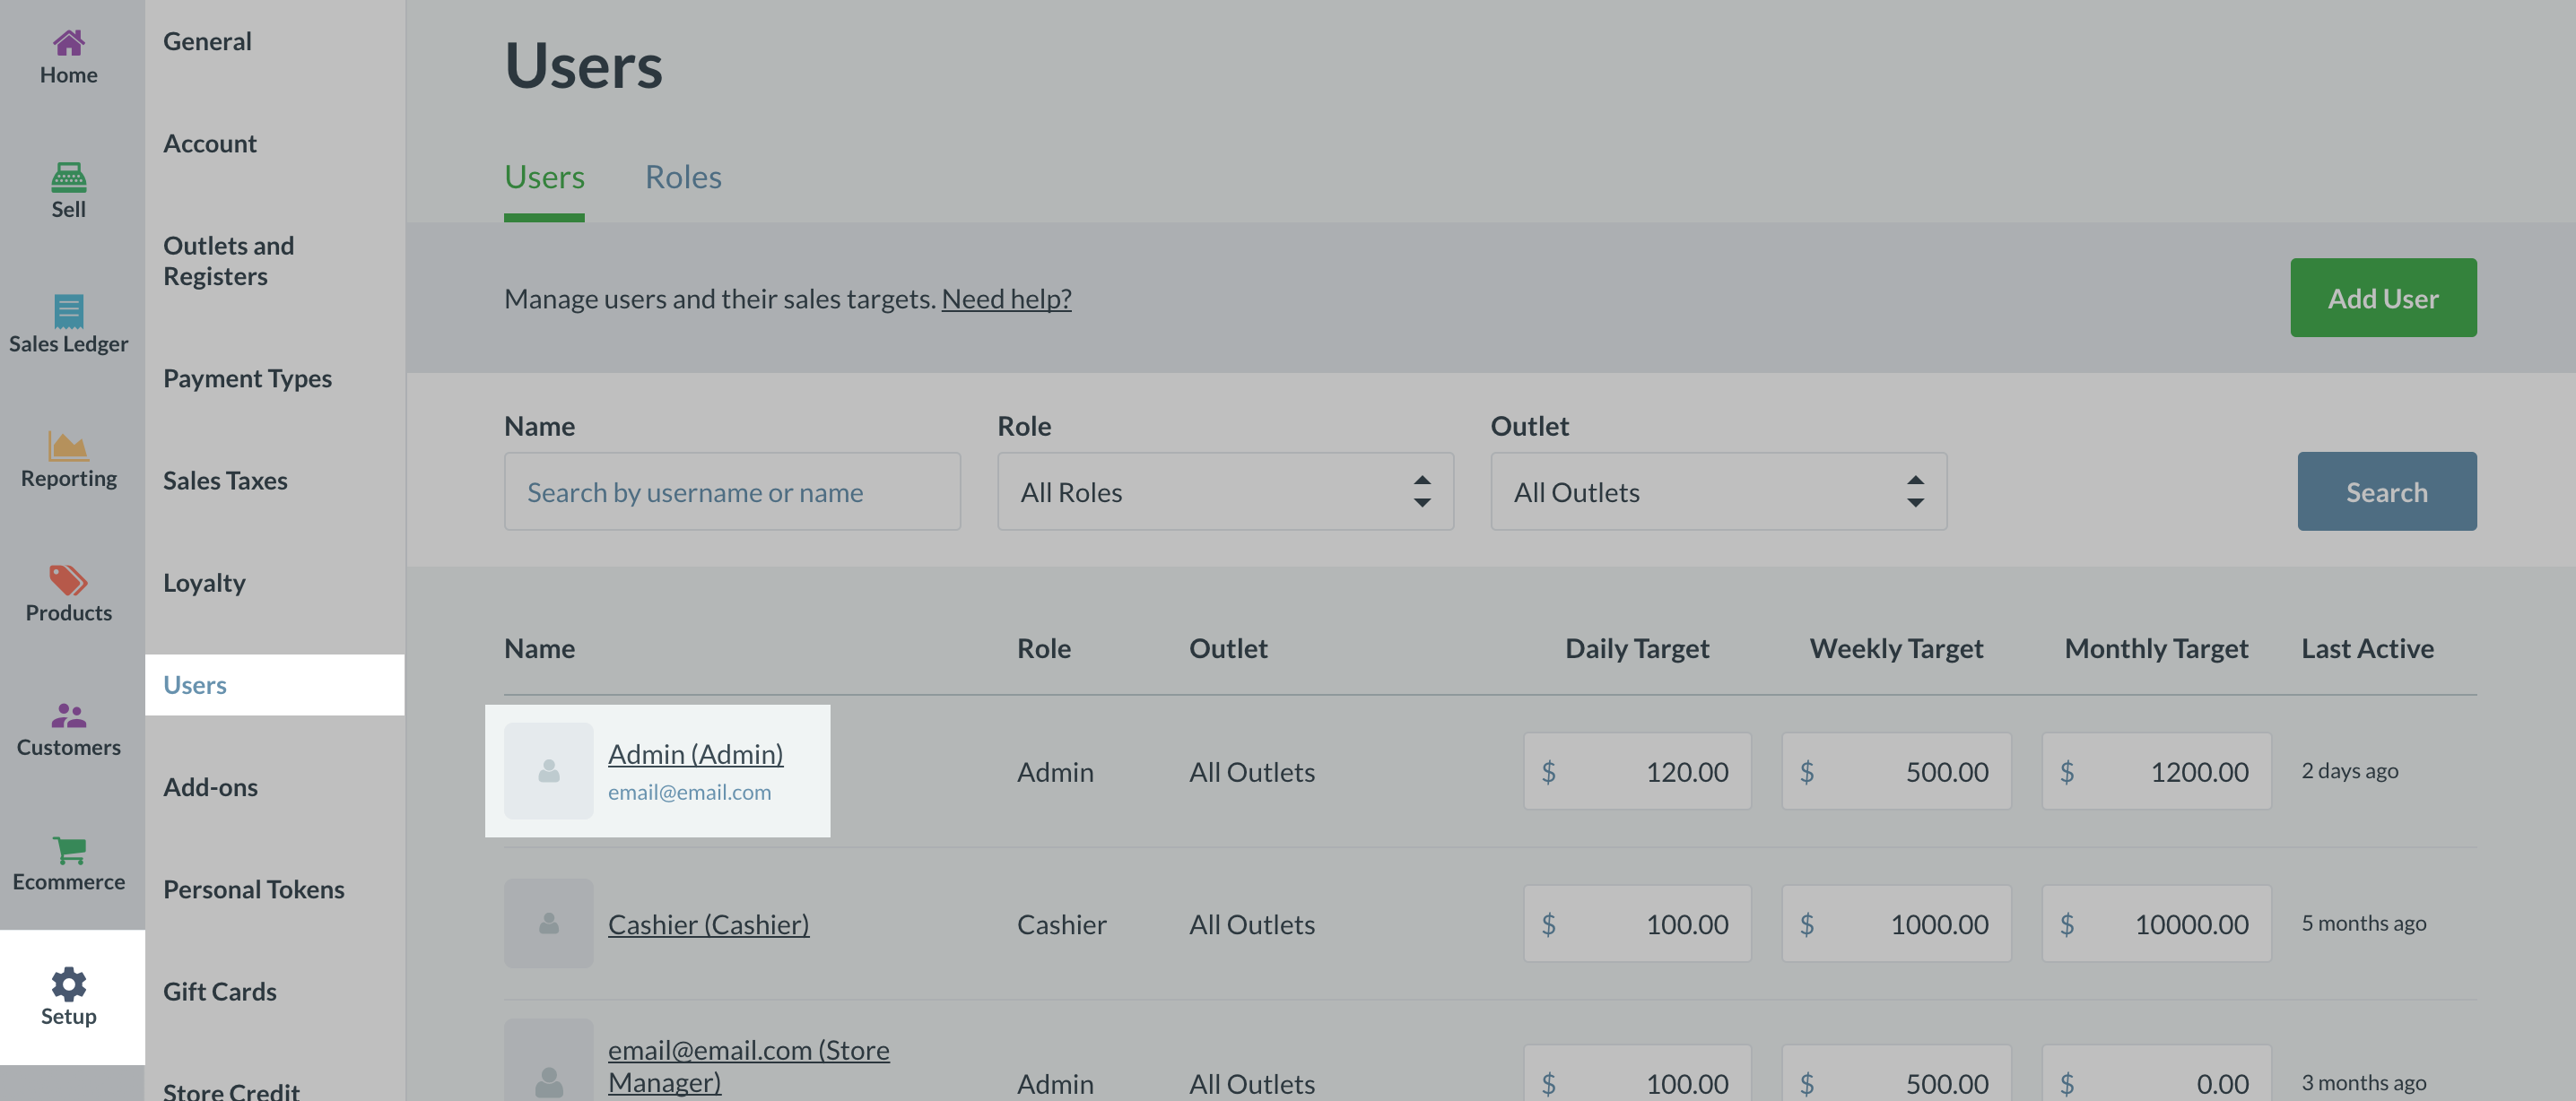 Home
Sell
Sales Ledger
Reporting
Products
Customers
Ecommerce
Setup
General
Account
Outlets and
Registers
Payment Types
Sales Taxes
Loyalty
Users
Add-ons
Personal Tokens
Gift Cards
Store Credit
Users
Users Roles
Manage users and their sales targets. Need help?
Add User
Name Role Outlet
Search by username or name All Roles All Outlets Search
Name Role Outlet Daily Target Weekly Target Monthly Target Last Active
Admin (Admin)
email@email.com
Admin All Outlets $ 120.00 $ 500.00 $ 1200.00 2 days ago
Cashier (Cashier) Cashier All Outlets $ 100.00 $ 1000.00 $ 10000.00 5 months ago
email@email.com (Store
Manager) Admin All Outlets $ 100.00 $ 500.00 $ 0.00 3 months ago